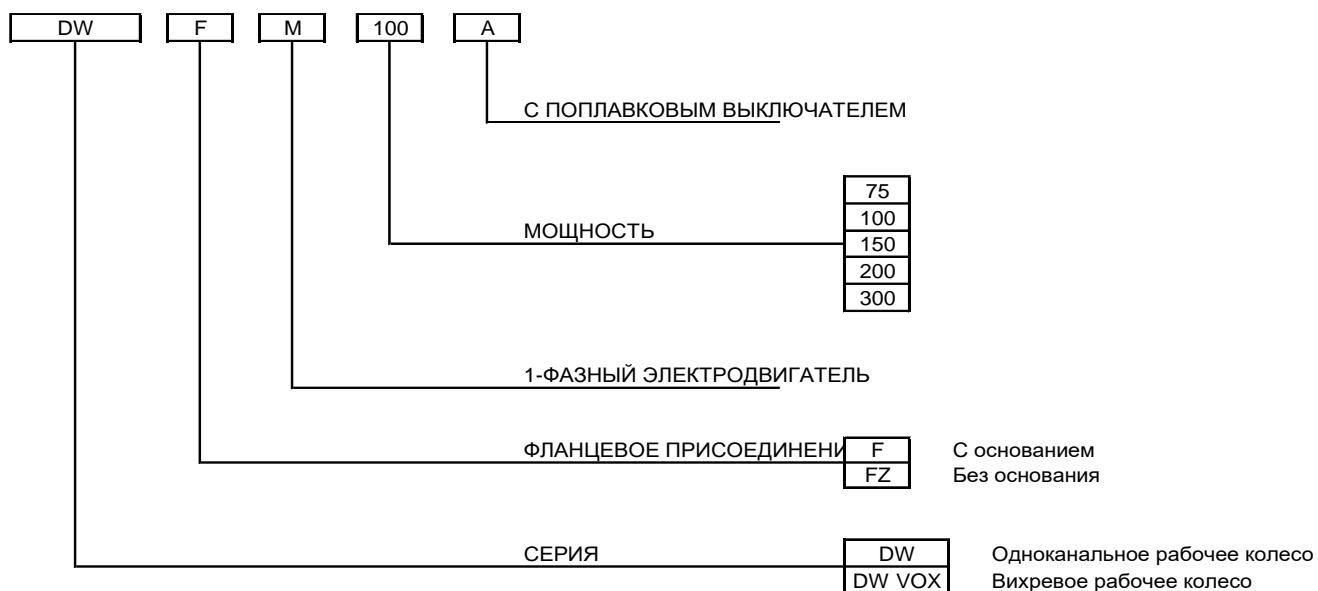 DW F M 100 A
С ПОПЛАВКОВЫМ ВЫКЛЮЧАТЕЛЕМ
75
100
МОЩНОСТЬ
150
200
300
1-ФАЗНЫЙ ЭЛЕКТРОДВИГАТЕЛЬ
ФЛАНЦЕВОЕ ПРИСОЕДИНЕНИ F С основанием
FZ Без основания
СЕРИЯ DW Одноканальное рабочее колесо
DW VOX Вихревое рабочее колесо